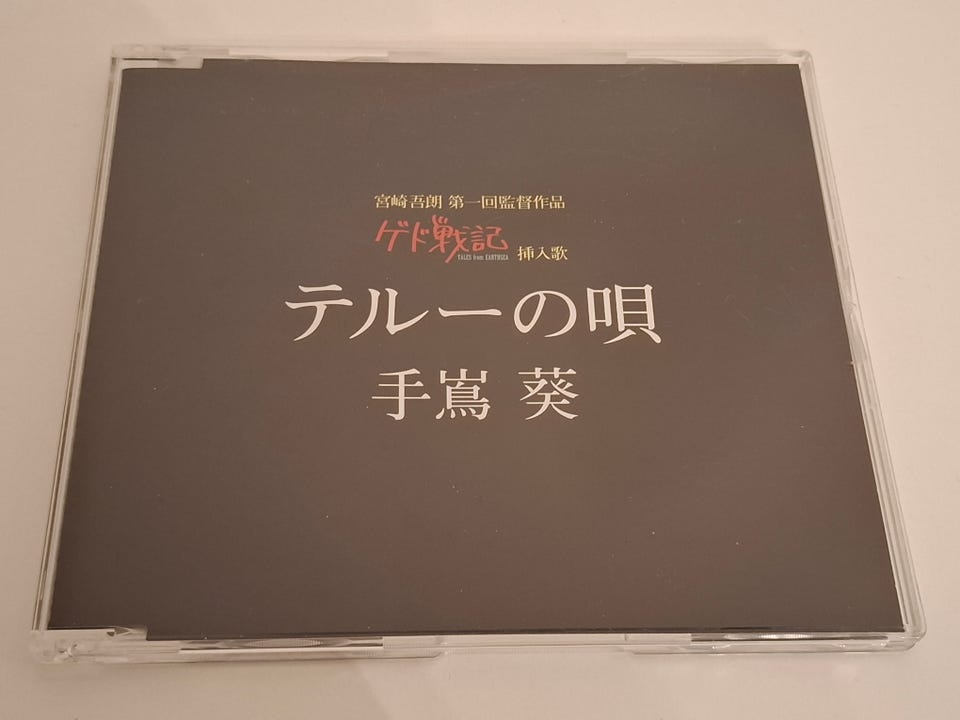 宮崎吾朗 第一回監督作品
ゲド戦記
TALES from EARTHSEA
挿入歌
テルーの唄
手嶌 葵